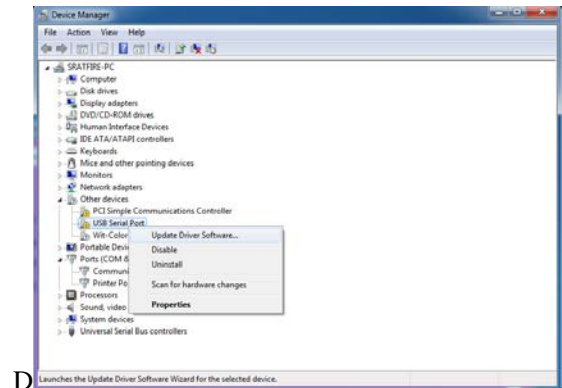 Device Manager
File Action View Help
SRATFIRE-PC
Computer
Disk drives
Display adapters
DVD/CD-ROM drives
Human Interface Devices
IDE ATA/ATAPI controllers
Keyboards
Mice and other pointing devices
Monitors
Network adapters
Other devices
PCI Simple Communications Controller
USB Serial Port
Wit-Color
Portable Devi
Ports (COM &
Communi
Printer Po
Processors
Sound, video
System devices
Universal Serial Bus controllers
Update Driver Software...
Disable
Uninstall
Scan for hardware changes
Properties
D
Launches the Update Driver Software Wizard for the selected device.